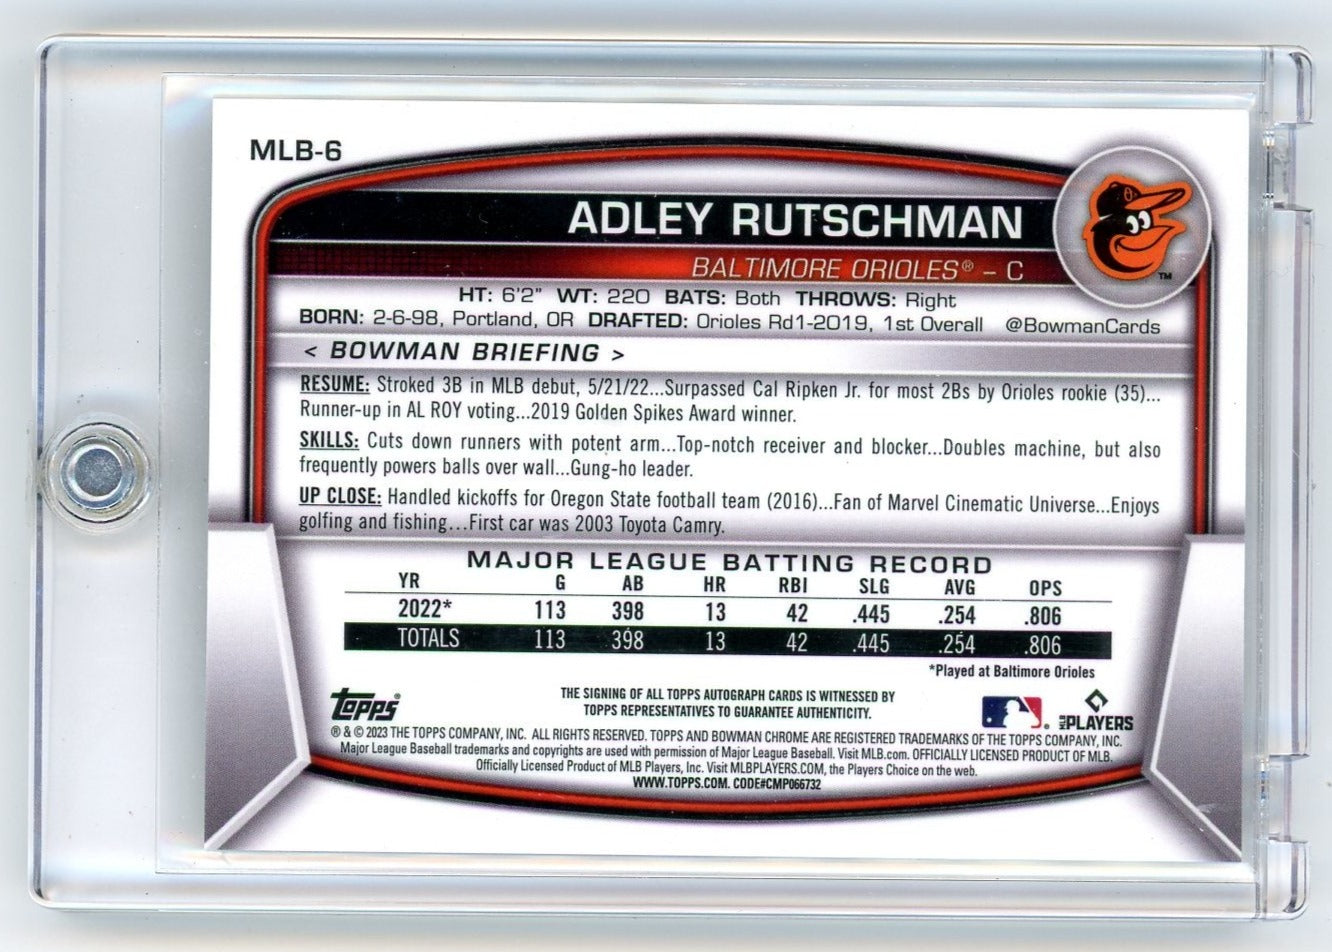 MLB-6
ADLEY RUTSCHMAN
BALTIMORE ORIOLES® – C
™
HT: 6'2" WT: 220 BATS: Both THROWS: Right
BORN: 2-6-98, Portland, OR DRAFTED: Orioles Rd1-2019, 1st Overall @BowmanCards
< BOWMAN BRIEFING >
RESUME: Stroked 3B in MLB debut, 5/21/22...Surpassed Cal Ripken Jr. for most 2Bs by Orioles rookie (35)...
Runner-up in AL ROY voting...2019 Golden Spikes Award winner.
SKILLS: Cuts down runners with potent arm...Top-notch receiver and blocker...Doubles machine, but also
frequently powers balls over wall...Gung-ho leader.
UP CLOSE: Handled kickoffs for Oregon State football team (2016)...Fan of Marvel Cinematic Universe...Enjoys
golfing and fishing...First car was 2003 Toyota Camry.
MAJOR LEAGUE BATTING RECORD
YR G AB HR RBI SLG AVG OPS
2022* 113 398 13 42 .445 .254 .806
TOTALS 113 398 13 42 .445 .254 .806
*Played at Baltimore Orioles
Topps®
THE SIGNING OF ALL TOPPS AUTOGRAPH CARDS IS WITNESSED BY
TOPPS REPRESENTATIVES TO GUARANTEE AUTHENTICITY.
MLB PLAYERS
® & © 2023 THE TOPPS COMPANY, INC. ALL RIGHTS RESERVED. TOPPS AND BOWMAN CHROME ARE REGISTERED TRADEMARKS OF THE TOPPS COMPANY, INC.
Major League Baseball trademarks and copyrights are used with permission of Major League Baseball. Visit MLB.com. OFFICIALLY LICENSED PRODUCT OF MLB.
Officially Licensed Product of MLB Players, Inc. Visit MLBPLAYERS.COM, the Players Choice on the web.
WWW.TOPPS.COM. CODE#CMP066732